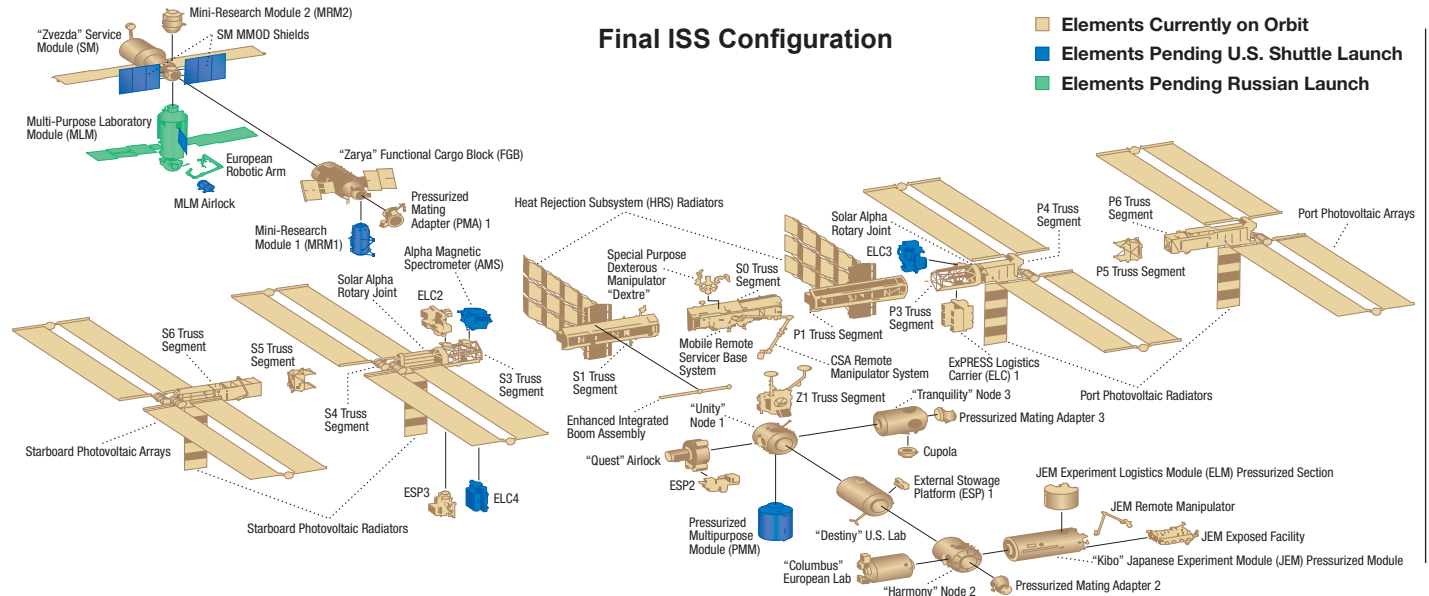 Final ISS Configuration
Elements Currently on Orbit
Elements Pending U.S. Shuttle Launch
Elements Pending Russian Launch
Mini-Research Module 2 (MRM2)
"Zvezda" Service
Module (SM)
SM MMOD Shields
Multi-Purpose Laboratory
Module (MLM)
European
Robotic Arm
MLM Airlock
"Zarya" Functional Cargo Block (FGB)
Pressurized
Mating
Adapter (PMA) 1
Mini-Research
Module 1 (MRM1)
Alpha Magnetic
Spectrometer (AMS)
Heat Rejection Subsystem (HRS) Radiators
Special Purpose
Dexterous
Manipulator
"Dextre"
S0 Truss
Segment
Solar Alpha
Rotary Joint
ELC3
P4 Truss
Segment
P6 Truss
Segment
Port Photovoltaic Arrays
P5 Truss
Segment
P3 Truss
Segment
P1 Truss Segment
Solar Alpha
Rotary Joint
ELC2
S6 Truss
Segment
S5 Truss
Segment
S4 Truss
Segment
S3 Truss
Segment
S1 Truss
Segment
Mobile Remote
Servicer Base
System
CSA Remote
Manipulator System
ExPRESS Logistics
Carrier (ELC) 1
Port Photovoltaic Radiators
Starboard Photovoltaic Arrays
Starboard Photovoltaic Radiators
ESP3
ELC4
Enhanced Integrated
Boom Assembly
"Unity"
Node 1
Z1 Truss Segment
"Tranquility" Node 3
Pressurized Mating Adapter 3
Cupola
"Quest" Airlock
ESP2
Pressurized
Multipurpose
Module (PMM)
External Stowage
Platform (ESP) 1
"Destiny" U.S. Lab
JEM Experiment Logistics Module (ELM) Pressurized Section
JEM Remote Manipulator
JEM Exposed Facility
"Kibo" Japanese Experiment Module (JEM) Pressurized Module
"Columbus"
European Lab
"Harmony" Node 2
Pressurized Mating Adapter 2